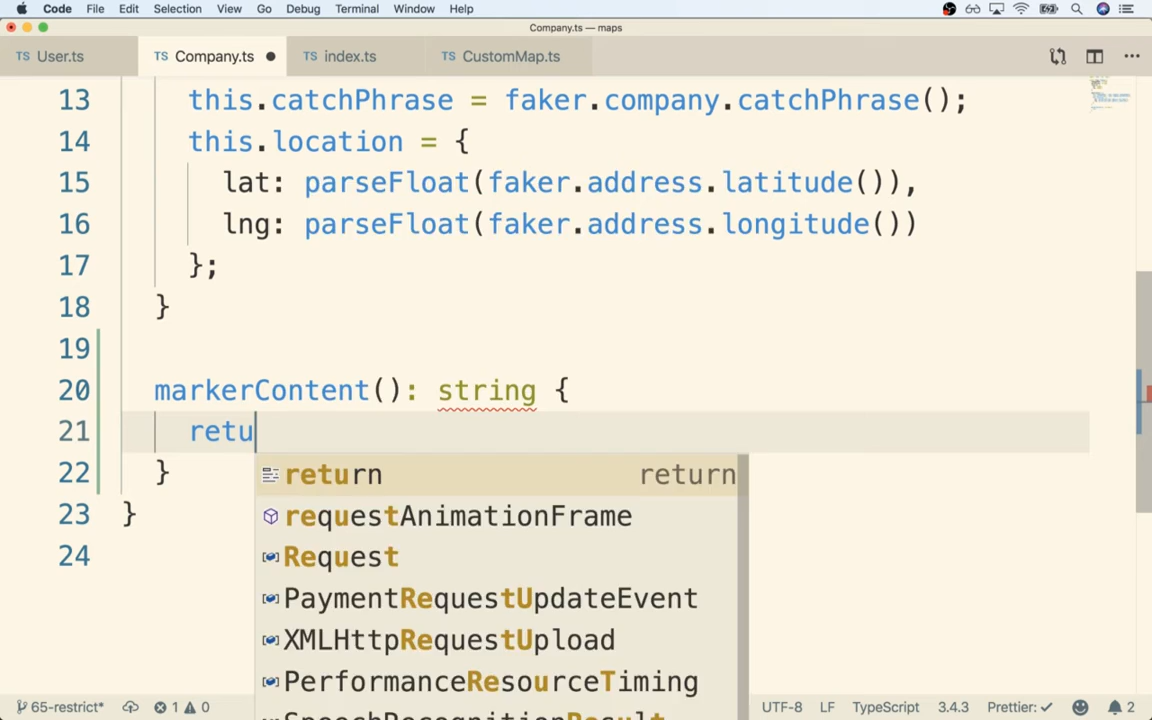 Code File Edit Selection View Go Debug Terminal Window Help
Company.ts — maps
TS User.ts TS Company.ts TS index.ts TS CustomMap.ts
13 this.catchPhrase = faker.company.catchPhrase();
14 this.location = {
15 lat: parseFloat(faker.address.latitude()),
16 lng: parseFloat(faker.address.longitude())
17 };
18 }
19
20 markerContent(): string {
21 retu
return return
22 }
requestAnimationFrame
23 }
Request
24
PaymentRequestUpdateEvent
XMLHttpRequestUpload
PerformanceResourceTiming
SpeechRecognitionResult
65-restrict* 1 0 UTF-8 LF TypeScript 3.4.3 Prettier: ✓ 2